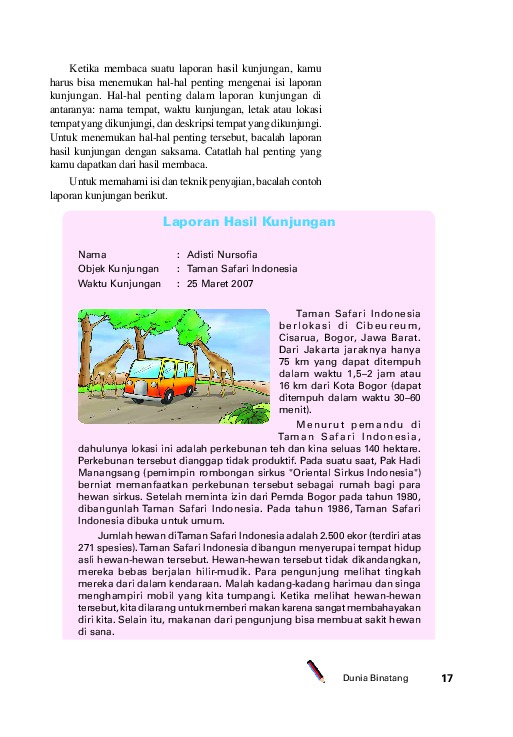 Ketika membaca suatu laporan hasil kunjungan, kamu
harus bisa menemukan hal-hal penting mengenai isi laporan
kunjungan. Hal-hal penting dalam laporan kunjungan di
antaranya: nama tempat, waktu kunjungan, letak atau lokasi
tempat yang dikunjungi, dan deskripsi tempat yang dikunjungi.
Untuk menemukan hal-hal penting tersebut, bacalah laporan
hasil kunjungan dengan saksama. Catatlah hal penting yang
kamu dapatkan dari hasil membaca.
Untuk memahami isi dan teknik penyajian, bacalah contoh
laporan kunjungan berikut.
Laporan Hasil Kunjungan
Nama : Adisti Nursofia
Objek Kunjungan : Taman Safari Indonesia
Waktu Kunjungan : 25 Maret 2007
Taman Safari Indonesia
berlokasi di Cibeureum,
Cisarua, Bogor, Jawa Barat.
Dari Jakarta jaraknya hanya
75 km yang dapat ditempuh
dalam waktu 1,5–2 jam atau
16 km dari Kota Bogor (dapat
ditempuh dalam waktu 30–60
menit).
Menurut pemandu di
Taman Safari Indonesia,
dahulunya lokasi ini adalah perkebunan teh dan kina seluas 140 hektare.
Perkebunan tersebut dianggap tidak produktif. Pada suatu saat, Pak Hadi
Manangsang (pemimpin rombongan sirkus "Oriental Sirkus Indonesia")
berniat memanfaatkan perkebunan tersebut sebagai rumah bagi para
hewan sirkus. Setelah meminta izin dari Pemda Bogor pada tahun 1980,
dibangunlah Taman Safari Indonesia. Pada tahun 1986, Taman Safari
Indonesia dibuka untuk umum.
Jumlah hewan di Taman Safari Indonesia adalah 2.500 ekor (terdiri atas
271 spesies). Taman Safari Indonesia dibangun menyerupai tempat hidup
asli hewan-hewan tersebut. Hewan-hewan tersebut tidak dikandangkan,
mereka bebas berjalan hilir-mudik. Para pengunjung melihat tingkah
mereka dari dalam kendaraan. Malah kadang-kadang harimau dan singa
menghampiri mobil yang kita tumpangi. Ketika melihat hewan-hewan
tersebut, kita dilarang untuk memberi makan karena sangat membahayakan
diri kita. Selain itu, makanan dari pengunjung bisa membuat sakit hewan
di sana.
Dunia Binatang 17